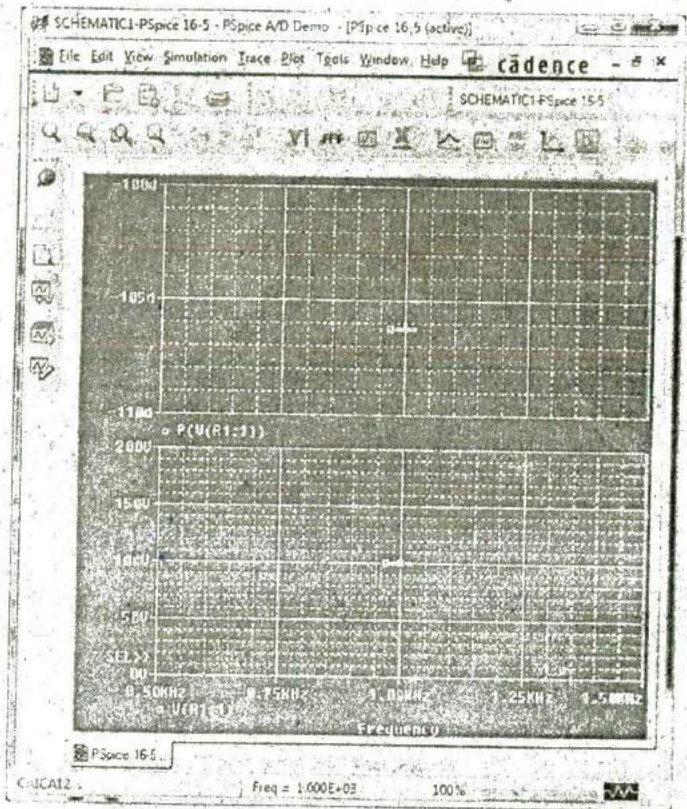 SCHEMATIC1-PSpice 16-5 - PSpice A/D Demo - [PSpice 16-5 (active)]
File Edit View Simulation Trace Plot Tools Window Help cādence
SCHEMATIC1-PSpice 16-5
-100d
-105d
-110d
P(V(R1:1))
200V
150V
100V
50V
SEL>>
0V
0.50KHz 0.75KHz 1.00KHz 1.25KHz 1.50KHz
V(R1:1)
Frequency
PSpice 16-5 ..
Freq = 1.000E+03 100%